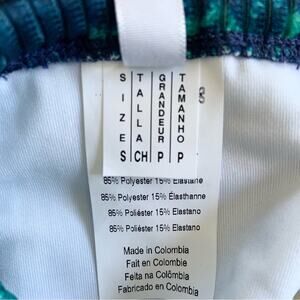 SIZE S
TALLA CH
GRANDEUR P
TAMANHO P
85% Polyester 15% Elastane
85% Polyester 15% Élasthanne
85% Poliéster 15% Elastano
85% Poliéster 15% Elastano
Made in Colombia
Fait en Colombie
Feita na Colômbia
Fabricado en Colombia